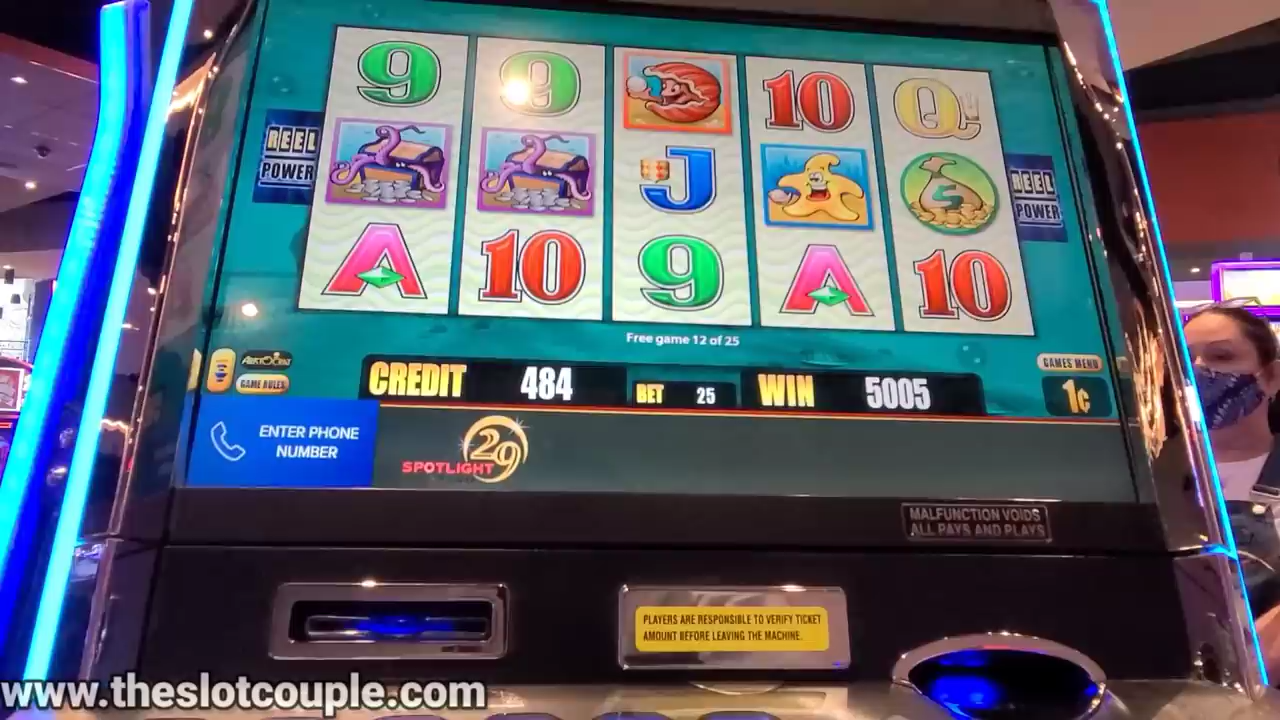 9 9 10 Q
REEL
POWER
J
REEL
POWER
A 10 9 A 10
Free game 12 of 25
ARISTOCRAT
GAME RULES
CREDIT 484 BET 25 WIN 5005
GAMES MENU
1¢
ENTER PHONE
NUMBER
SPOTLIGHT 29
MALFUNCTION VOIDS
ALL PAYS AND PLAYS
PLAYERS ARE RESPONSIBLE TO VERIFY TICKET
AMOUNT BEFORE LEAVING THE MACHINE.
www.theslotcouple.com